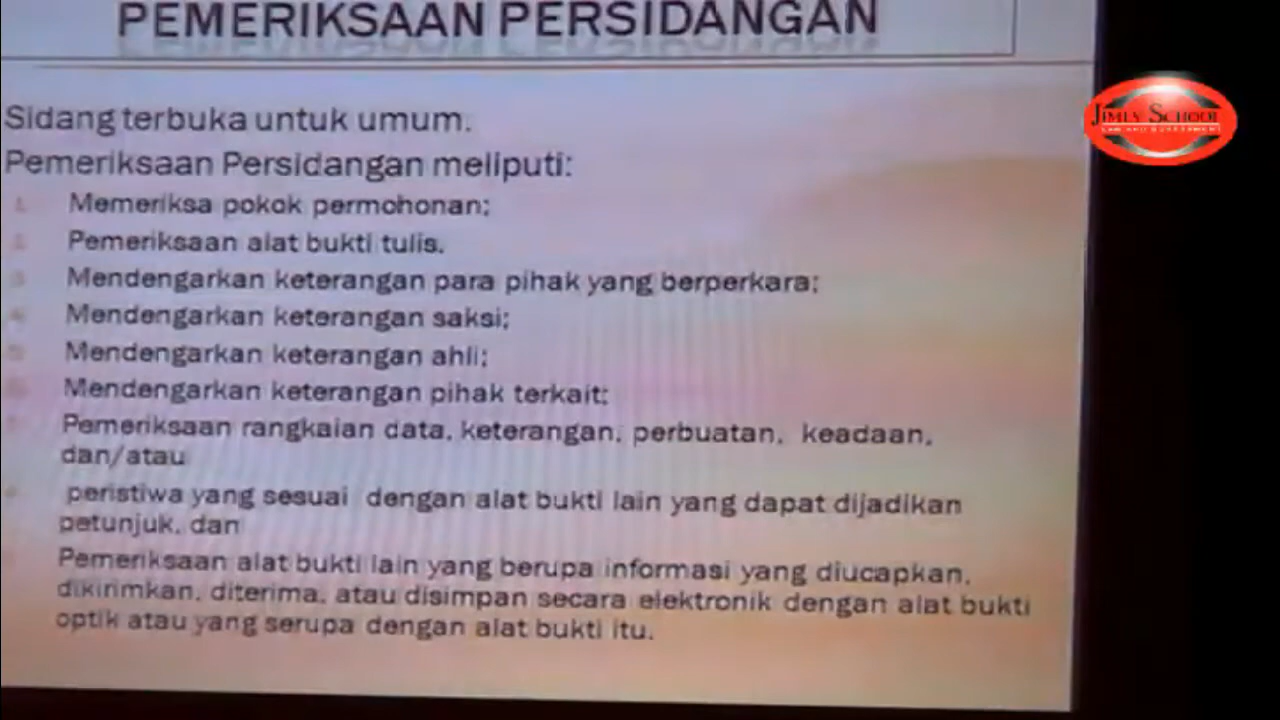 PEMERIKSAAN PERSIDANGAN
JIMLY SCHOOL
LAW AND GOVERNMENT
Sidang terbuka untuk umum.
Pemeriksaan Persidangan meliputi:
Memeriksa pokok permohonan;
Pemeriksaan alat bukti tulis.
Mendengarkan keterangan para pihak yang berperkara;
Mendengarkan keterangan saksi;
Mendengarkan keterangan ahli;
Mendengarkan keterangan pihak terkait;
Pemeriksaan rangkaian data, keterangan, perbuatan, keadaan,
dan/atau
peristiwa yang sesuai dengan alat bukti lain yang dapat dijadikan
petunjuk, dan
Pemeriksaan alat bukti lain yang berupa informasi yang diucapkan,
dikirimkan, diterima, atau disimpan secara elektronik dengan alat bukti
optik atau yang serupa dengan alat bukti itu.